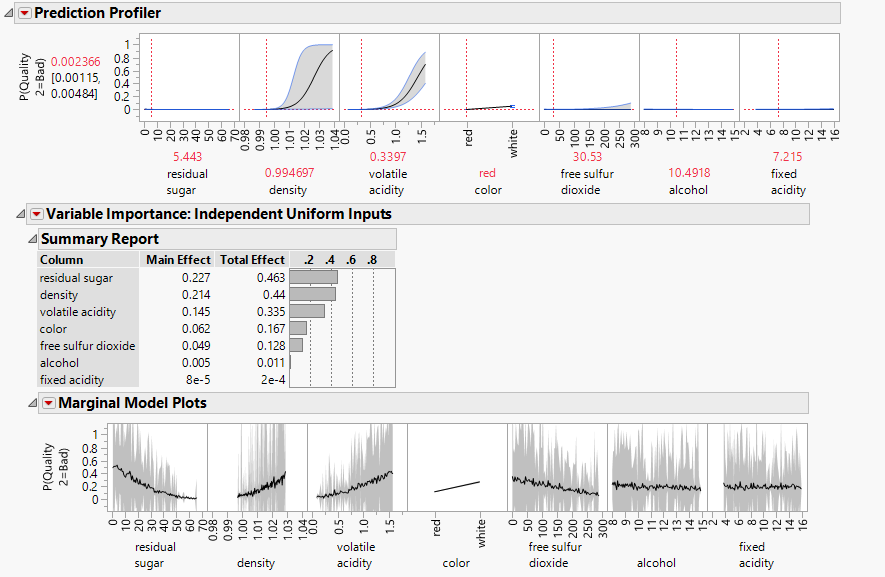 Prediction Profiler
P(Quality 2=Bad)
0.002366
[0.00115,
0.00484]
1
0.8
0.6
0.4
0.2
0
0 10 20 30 40 50 60 70
0.98 0.99 1.00 1.01 1.02 1.03 1.04
0.0 0.5 1.0 1.5
red white
0 50 100 150 200 250 300
8 9 10 11 12 13 14 15
2 4 6 8 10 12 14 16
5.443 0.994697 0.3397 red 30.53 10.4918 7.215
residual sugar
density
volatile acidity
color
free sulfur dioxide
alcohol
fixed acidity
Variable Importance: Independent Uniform Inputs
Summary Report
Column Main Effect Total Effect .2 .4 .6 .8
residual sugar 0.227 0.463
density 0.214 0.44
volatile acidity 0.145 0.335
color 0.062 0.167
free sulfur dioxide 0.049 0.128
alcohol 0.005 0.011
fixed acidity 8e-5 2e-4
Marginal Model Plots
P(Quality 2=Bad)
1
0.8
0.6
0.4
0.2
0
0 10 20 30 40 50 60 70
0.98 0.99 1.00 1.01 1.02 1.03 1.04
0.0 0.5 1.0 1.5
red white
0 50 100 150 200 250 300
8 9 10 11 12 13 14 15
2 4 6 8 10 12 14 16
residual sugar
density
volatile acidity
color
free sulfur dioxide
alcohol
fixed acidity